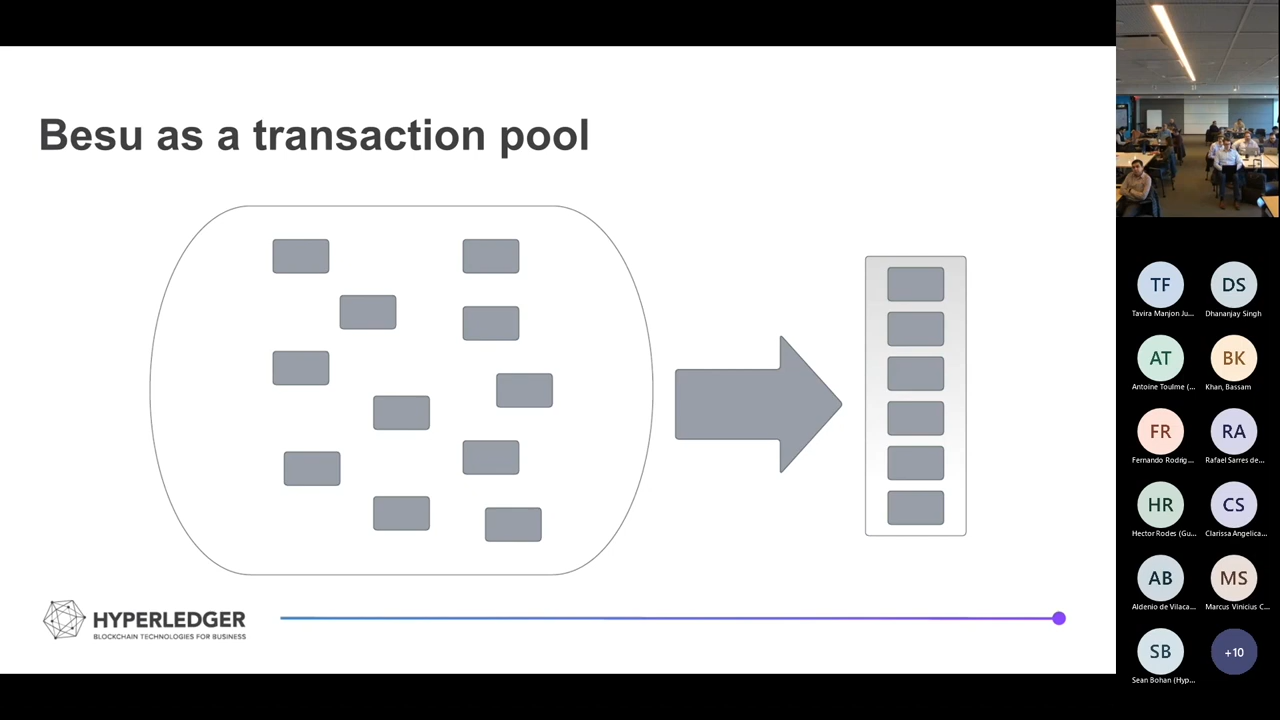 Besu as a transaction pool
HYPERLEDGER
BLOCKCHAIN TECHNOLOGIES FOR BUSINESS
TF
Tavira Manjon Ju...
DS
Dhananjay Singh
AT
Antoine Toulme (...
BK
Khan, Bassam
FR
Fernando Rodrig...
RA
Rafael Sarres de...
HR
Hector Rodes (Gu...
CS
Clarissa Angelica...
AB
Aldenio de Vilaca...
MS
Marcus Vinicius C...
SB
Sean Bohan (Hyp...
+10